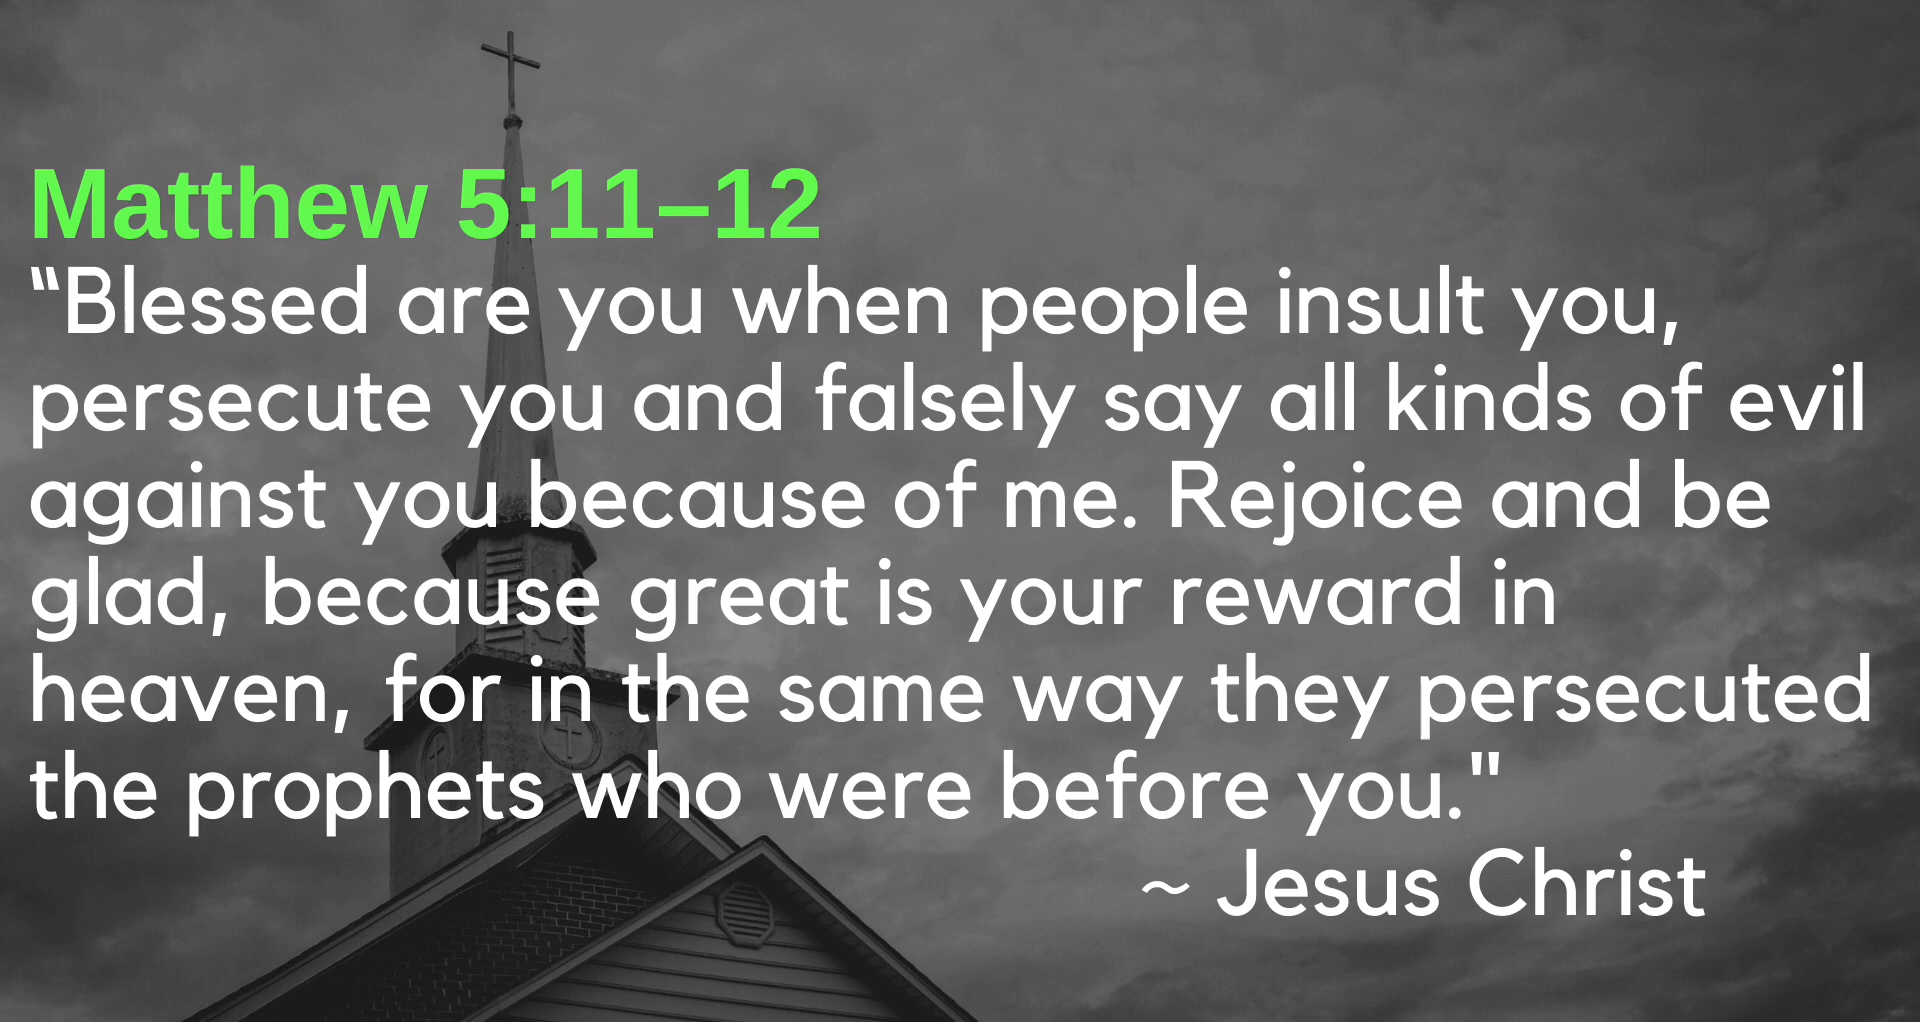 Matthew 5:11–12
“Blessed are you when people insult you,
persecute you and falsely say all kinds of evil
against you because of me. Rejoice and be
glad, because great is your reward in
heaven, for in the same way they persecuted
the prophets who were before you."
~ Jesus Christ